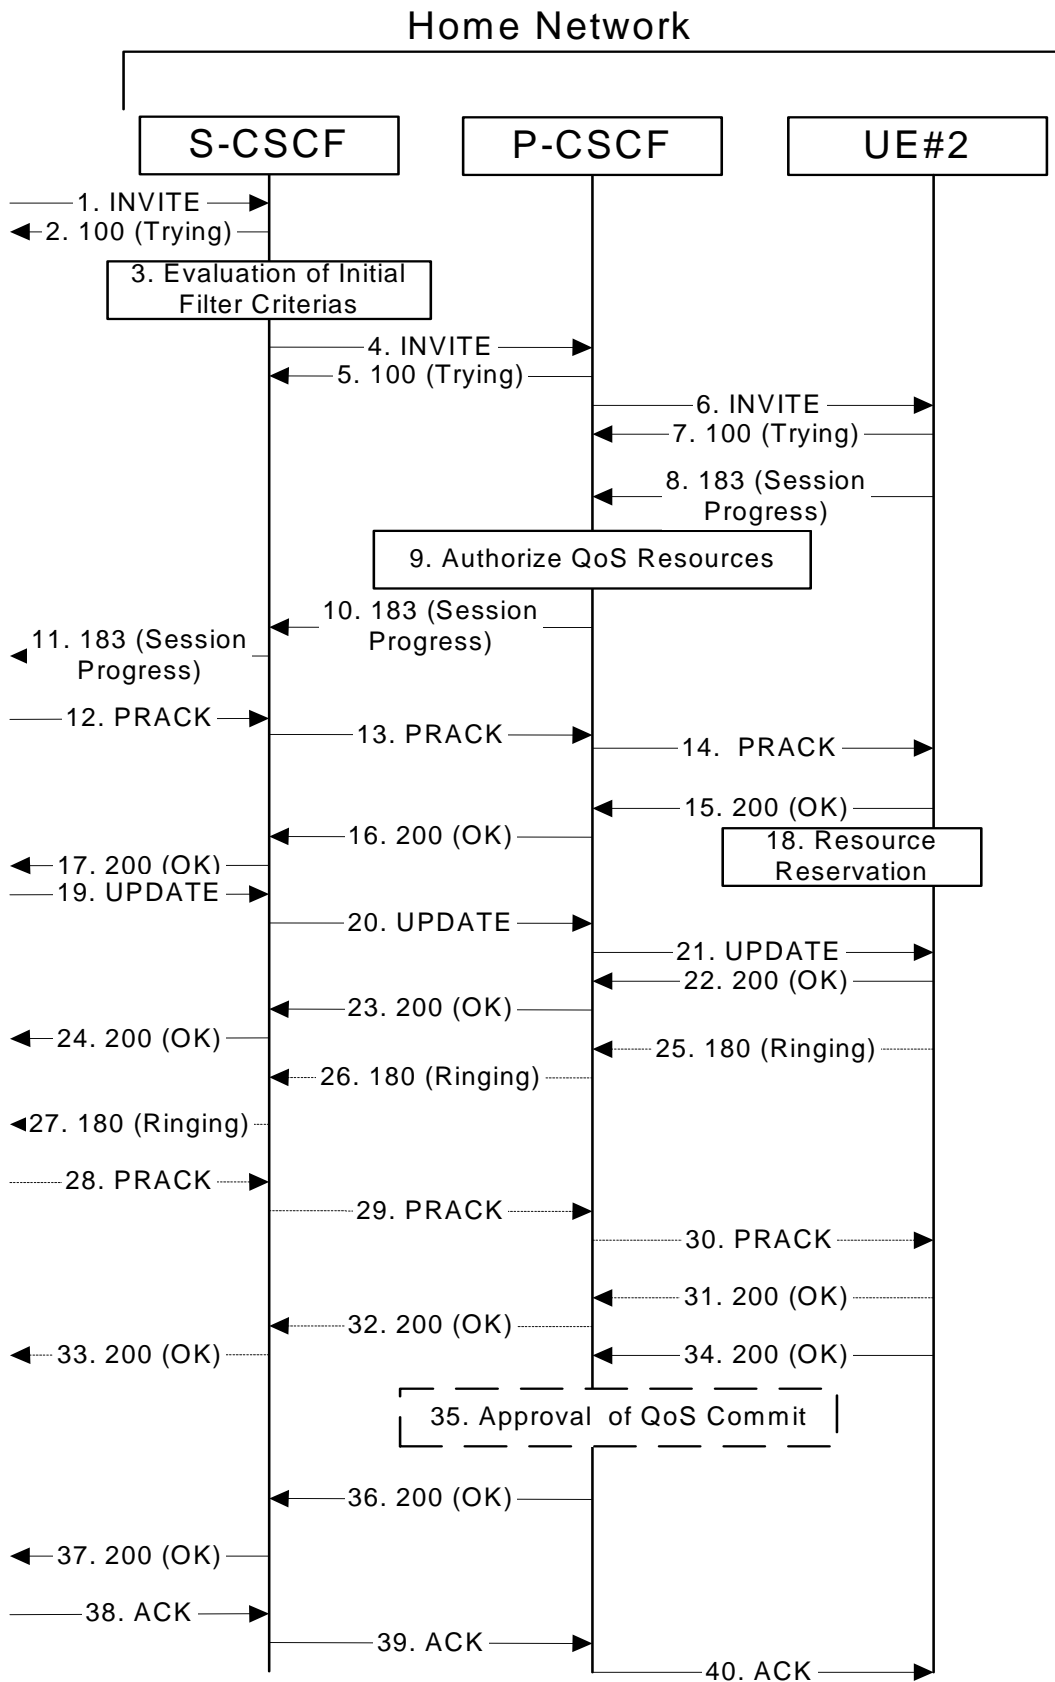 Home Network
S-CSCF
P-CSCF
UE#2
1. INVITE
2. 100 (Trying)
3. Evaluation of Initial
Filter Criterias
4. INVITE
5. 100 (Trying)
6. INVITE
7. 100 (Trying)
8. 183 (Session
Progress)
9. Authorize QoS Resources
10. 183 (Session
Progress)
11. 183 (Session
Progress)
12. PRACK
13. PRACK
14. PRACK
15. 200 (OK)
16. 200 (OK)
17. 200 (OK)
18. Resource
Reservation
19. UPDATE
20. UPDATE
21. UPDATE
22. 200 (OK)
23. 200 (OK)
24. 200 (OK)
25. 180 (Ringing)
26. 180 (Ringing)
27. 180 (Ringing)
28. PRACK
29. PRACK
30. PRACK
31. 200 (OK)
32. 200 (OK)
33. 200 (OK)
34. 200 (OK)
35. Approval of QoS Commit
36. 200 (OK)
37. 200 (OK)
38. ACK
39. ACK
40. ACK